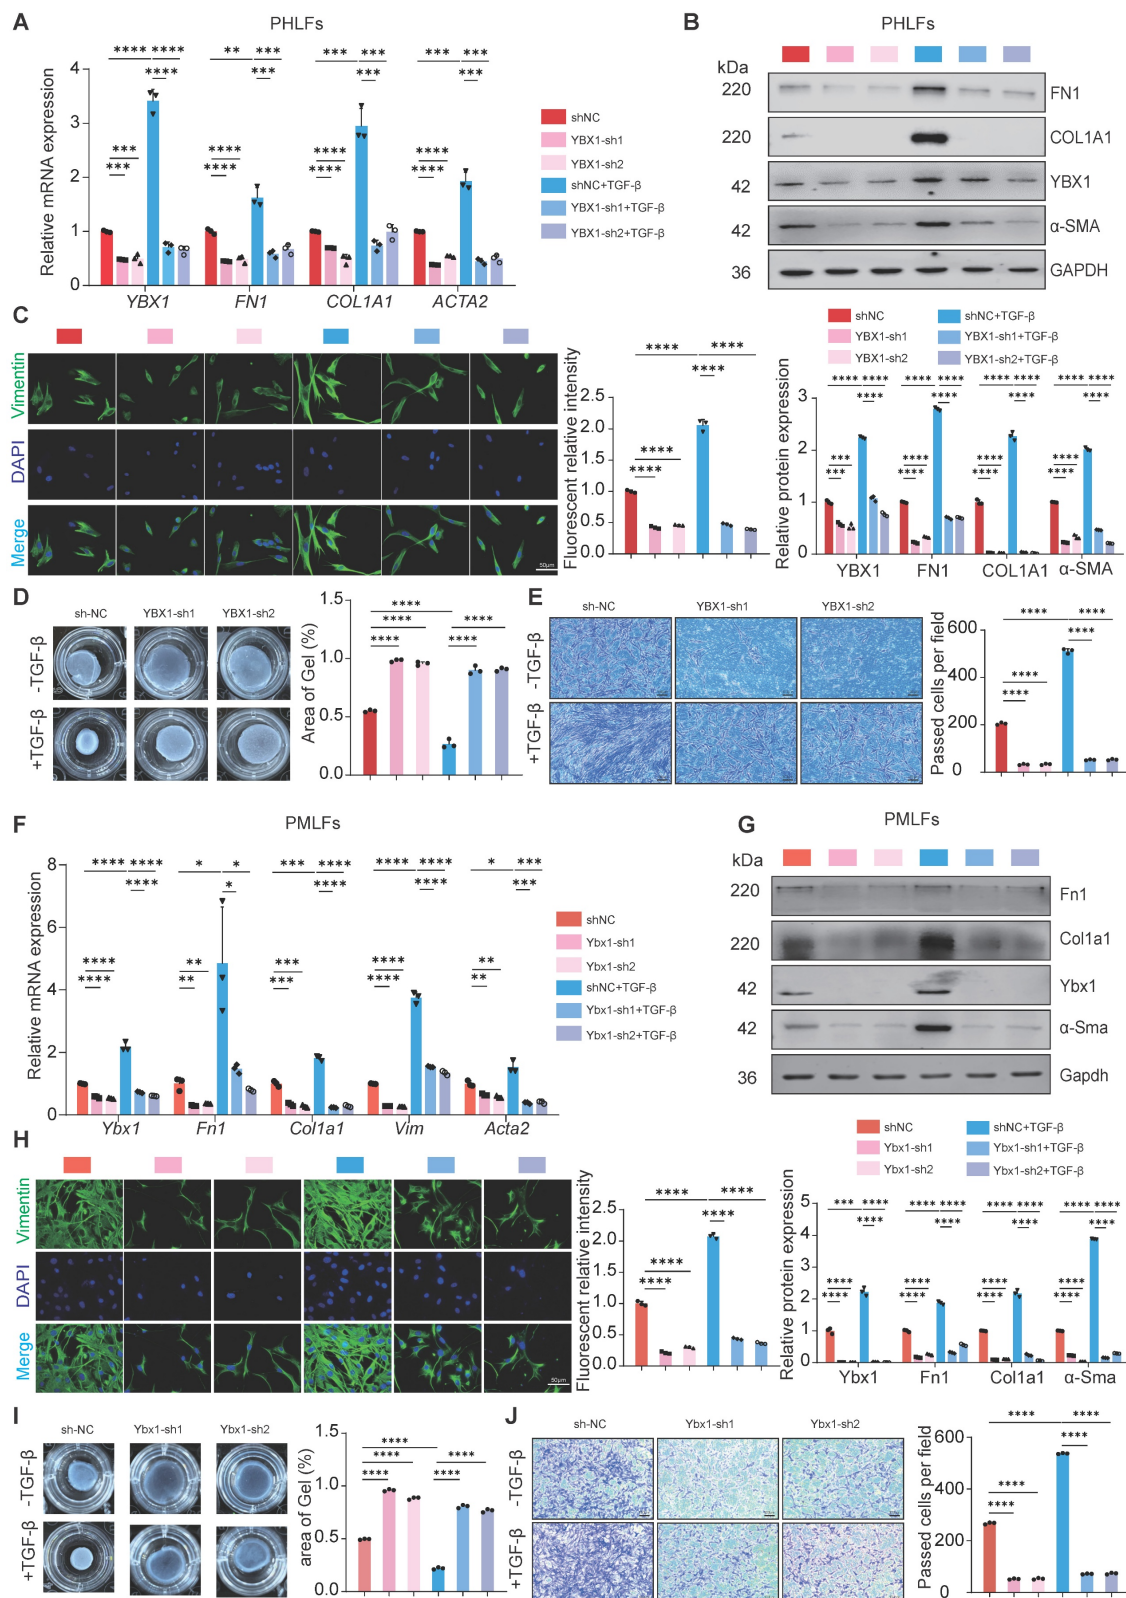 A
PHLFs
**** **** ** *** *** *** *** ***
**** *** *** ***
*** **** **** ****
*** **** **** ****
Relative mRNA expression
4
3
2
1
0
YBX1 FN1 COL1A1 ACTA2
shNC
YBX1-sh1
YBX1-sh2
shNC+TGF-β
YBX1-sh1+TGF-β
YBX1-sh2+TGF-β
B
PHLFs
kDa
220 FN1
220 COL1A1
42 YBX1
42 α-SMA
36 GAPDH
shNC shNC+TGF-β
YBX1-sh1 YBX1-sh1+TGF-β
YBX1-sh2 YBX1-sh2+TGF-β
**** **** **** **** **** **** **** ****
**** **** **** ****
*** **** **** ****
*** **** **** ****
Relative protein expression
3
2
1
0
YBX1 FN1 COL1A1 α-SMA
C
Vimentin
DAPI
Merge
50μm
**** ****
****
****
****
Fluorescent relative intensity
2.5
2.0
1.5
1.0
0.5
0.0
D
sh-NC YBX1-sh1 YBX1-sh2
-TGF-β
+TGF-β
****
**** ****
**** ****
Area of Gel (%)
1.5
1.0
0.5
0.0
E
sh-NC YBX1-sh1 YBX1-sh2
-TGF-β
+TGF-β
**** ****
****
****
****
Passed cells per field
600
400
200
0
F
PMLFs
**** **** * * *** **** **** **** * ***
**** * **** **** ***
**** ** *** **** **
**** ** *** **** **
Relative mRNA expression
8
6
4
2
0
Ybx1 Fn1 Col1a1 Vim Acta2
shNC
Ybx1-sh1
Ybx1-sh2
shNC+TGF-β
Ybx1-sh1+TGF-β
Ybx1-sh2+TGF-β
G
PMLFs
kDa
220 Fn1
220 Col1a1
42 Ybx1
42 α-Sma
36 Gapdh
shNC shNC+TGF-β
Ybx1-sh1 Ybx1-sh1+TGF-β
Ybx1-sh2 Ybx1-sh2+TGF-β
*** **** **** **** **** **** **** ****
**** **** **** ****
**** **** **** ****
**** **** **** ****
Relative protein expression
5
4
3
2
1
0
Ybx1 Fn1 Col1a1 α-Sma
H
Vimentin
DAPI
Merge
50μm
**** ****
****
****
****
Fluorescent relative intensity
2.5
2.0
1.5
1.0
0.5
0.0
I
sh-NC Ybx1-sh1 Ybx1-sh2
-TGF-β
+TGF-β
****
**** ****
**** ****
area of Gel (%)
1.5
1.0
0.5
0.0
J
sh-NC Ybx1-sh1 Ybx1-sh2
-TGF-β
+TGF-β
**** ****
****
****
****
Passed cells per field
600
400
200
0